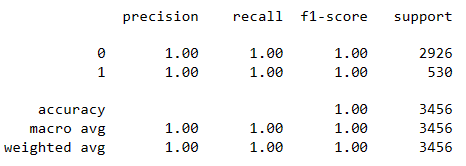 precision recall f1-score support
0 1.00 1.00 1.00 2926
1 1.00 1.00 1.00 530
accuracy 1.00 3456
macro avg 1.00 1.00 1.00 3456
weighted avg 1.00 1.00 1.00 3456